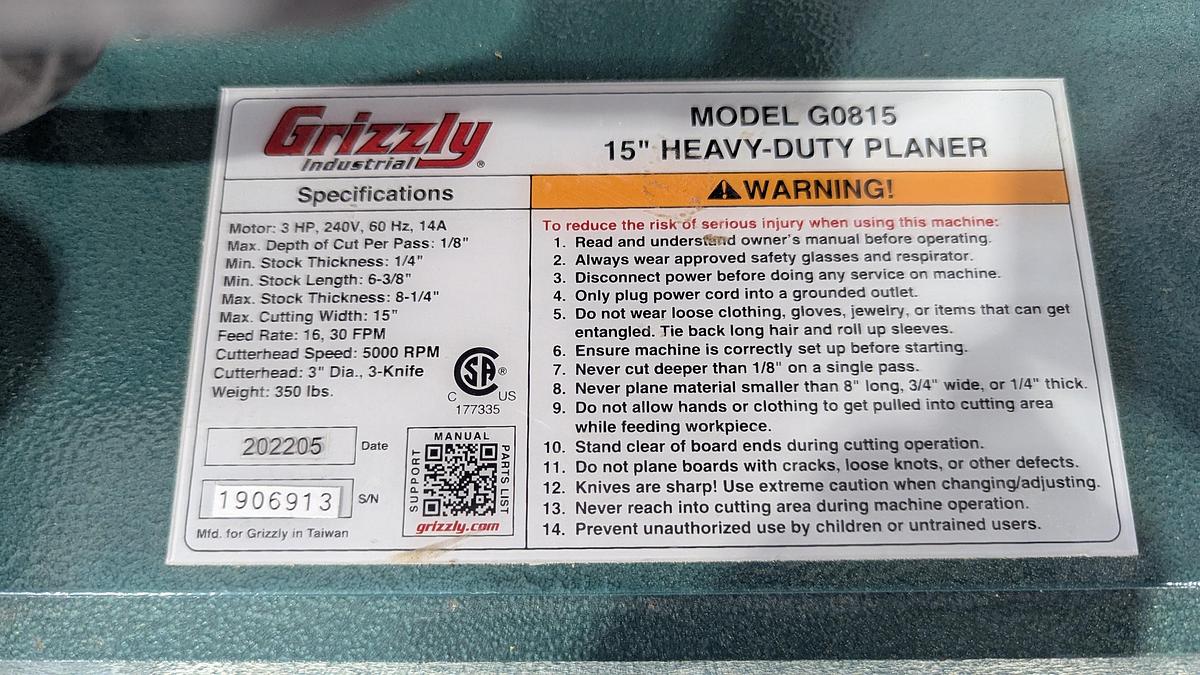 Grizzly
Industrial®
MODEL G0815
15" HEAVY-DUTY PLANER
Specifications
Motor: 3 HP, 240V, 60 Hz, 14A
Max. Depth of Cut Per Pass: 1/8"
Min. Stock Thickness: 1/4"
Min. Stock Length: 6-3/8"
Max. Stock Thickness: 8-1/4"
Max. Cutting Width: 15"
Feed Rate: 16, 30 FPM
Cutterhead Speed: 5000 RPM
Cutterhead: 3" Dia., 3-Knife
Weight: 350 lbs.
C SA® US
177335
202205 Date
1906913 S/N
Mfd. for Grizzly in Taiwan
MANUAL
SUPPORT
PARTS LIST
grizzly.com
WARNING!
To reduce the risk of serious injury when using this machine:
1. Read and understand owner's manual before operating.
2. Always wear approved safety glasses and respirator.
3. Disconnect power before doing any service on machine.
4. Only plug power cord into a grounded outlet.
5. Do not wear loose clothing, gloves, jewelry, or items that can get
entangled. Tie back long hair and roll up sleeves.
6. Ensure machine is correctly set up before starting.
7. Never cut deeper than 1/8" on a single pass.
8. Never plane material smaller than 8" long, 3/4" wide, or 1/4" thick.
9. Do not allow hands or clothing to get pulled into cutting area
while feeding workpiece.
10. Stand clear of board ends during cutting operation.
11. Do not plane boards with cracks, loose knots, or other defects.
12. Knives are sharp! Use extreme caution when changing/adjusting.
13. Never reach into cutting area during machine operation.
14. Prevent unauthorized use by children or untrained users.